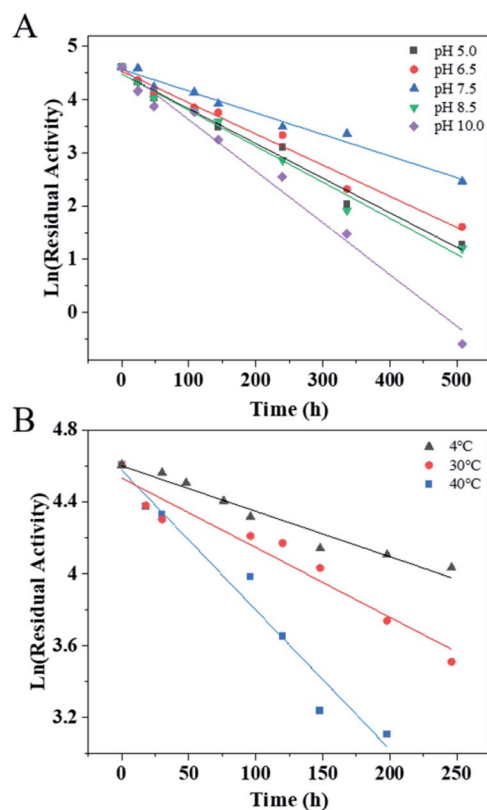 A
5
4
3
2
1
0
Ln(Residual Activity)
pH 5.0
pH 6.5
pH 7.5
pH 8.5
pH 10.0
0 100 200 300 400 500
Time (h)
B
4.8
4.4
4.0
3.6
3.2
Ln(Residual Activity)
4°C
30°C
40°C
0 50 100 150 200 250
Time (h)